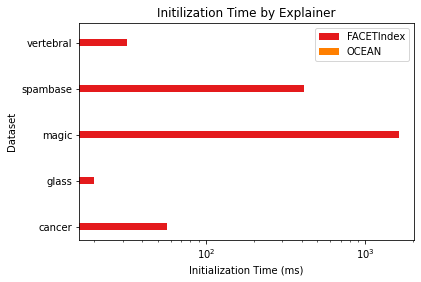 Initilization Time by Explainer
FACETIndex
OCEAN
vertebral
spambase
magic
glass
cancer
Dataset
10²
10³
Initialization Time (ms)